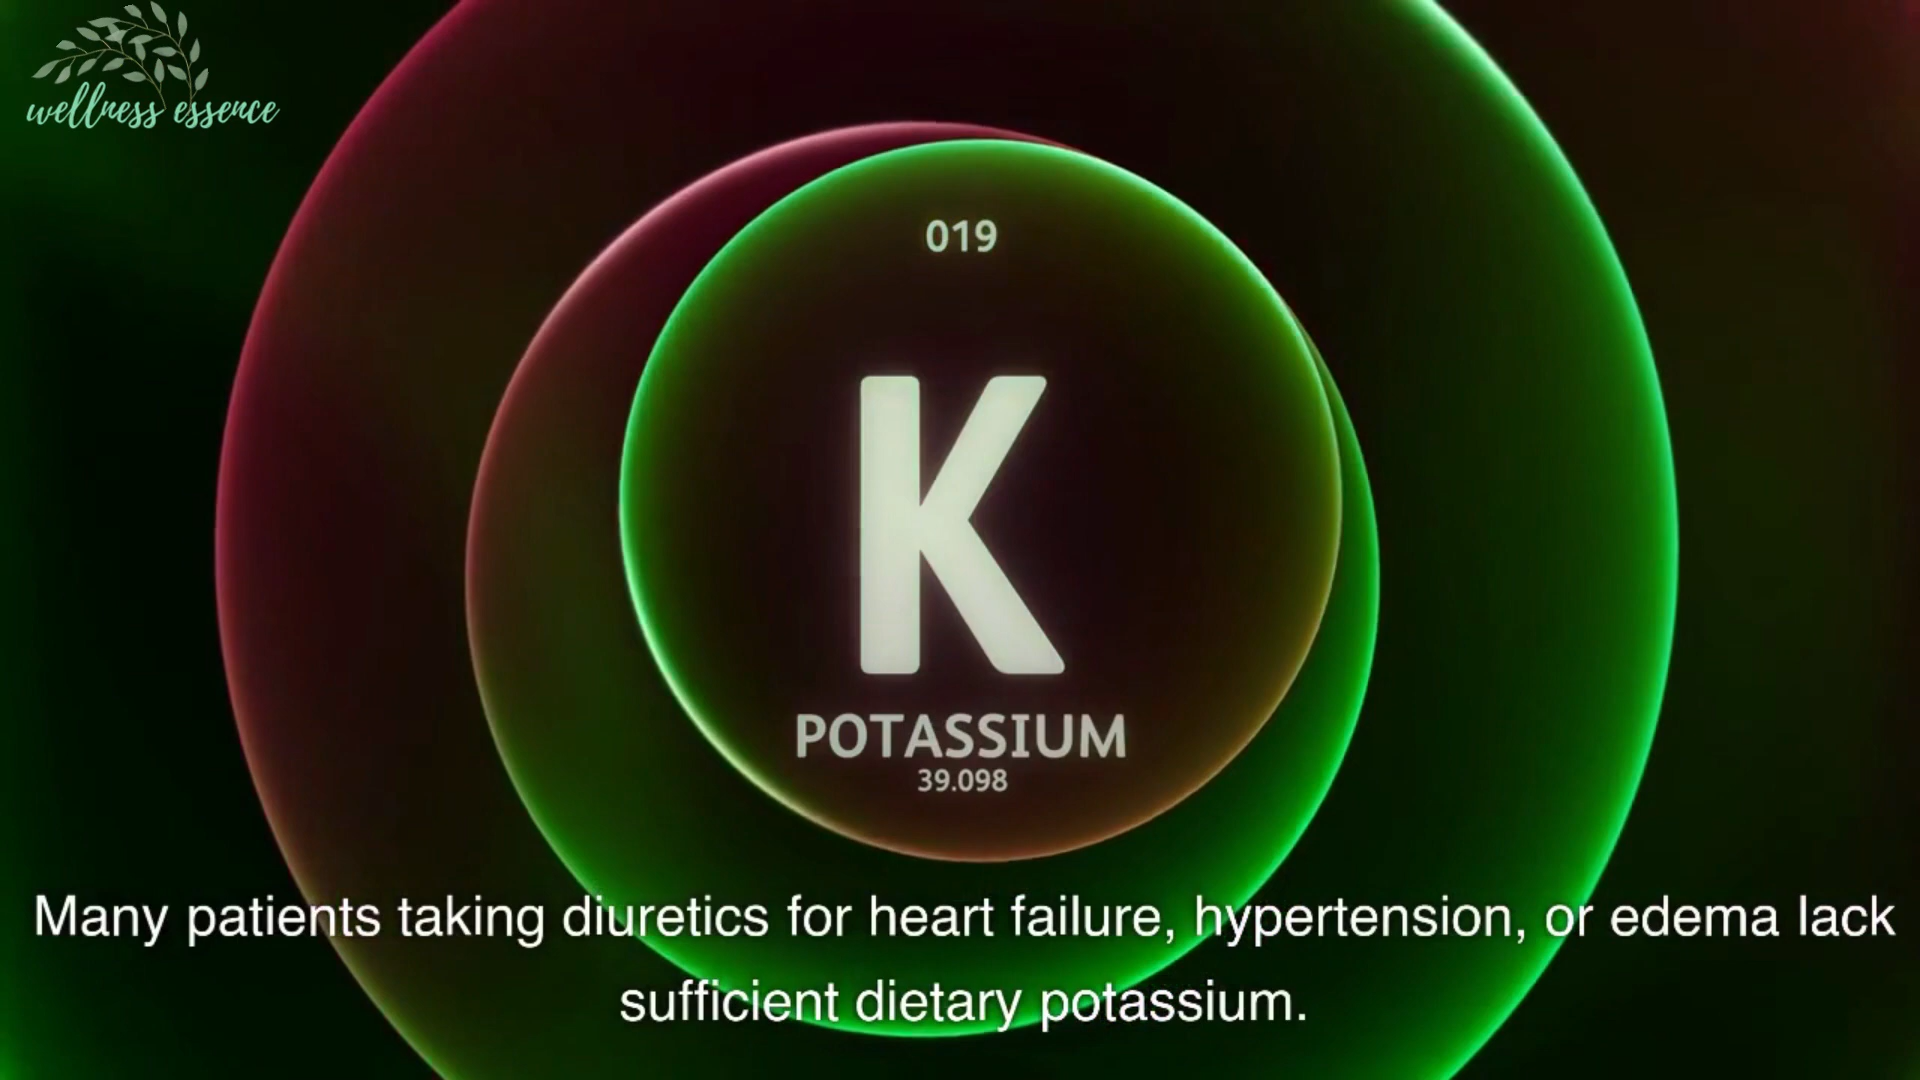 wellness essence
019
K
POTASSIUM
39.098
Many patients taking diuretics for heart failure, hypertension, or edema lack
sufficient dietary potassium.